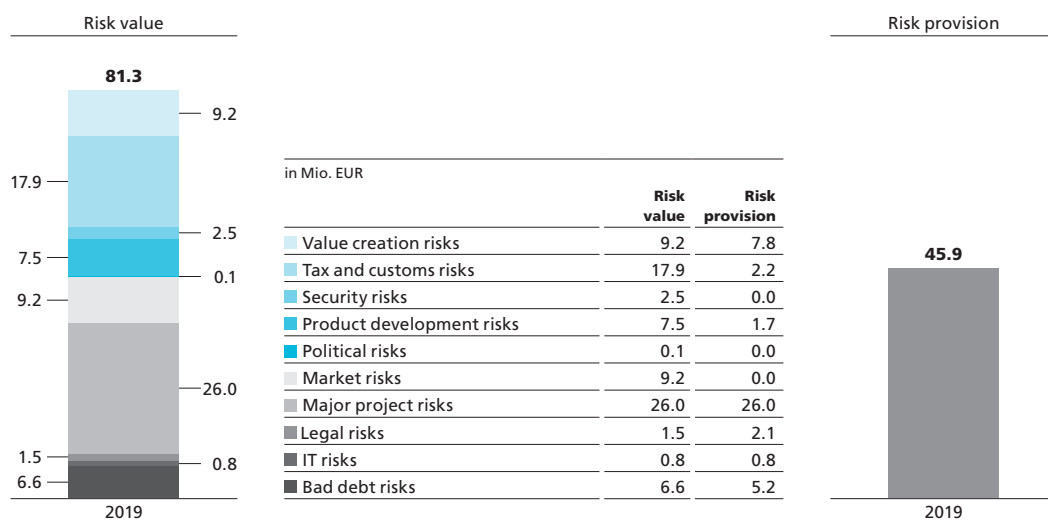 Risk value
81.3
9.2
17.9
2.5
7.5
0.1
9.2
26.0
1.5
0.8
6.6
2019
in Mio. EUR
Risk value Risk provision
Value creation risks 9.2 7.8
Tax and customs risks 17.9 2.2
Security risks 2.5 0.0
Product development risks 7.5 1.7
Political risks 0.1 0.0
Market risks 9.2 0.0
Major project risks 26.0 26.0
Legal risks 1.5 2.1
IT risks 0.8 0.8
Bad debt risks 6.6 5.2
Risk provision
45.9
2019